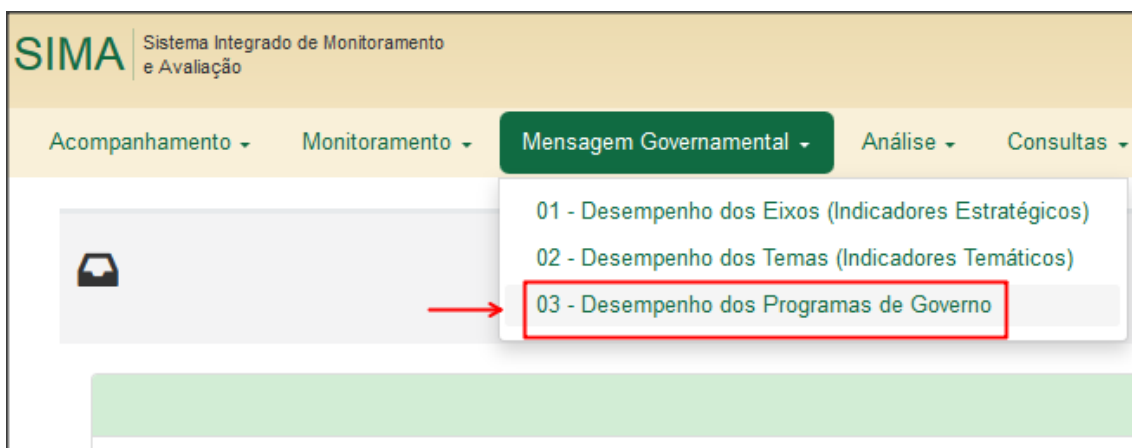 SIMA
Sistema Integrado de Monitoramento
e Avaliação
Acompanhamento Monitoramento Mensagem Governamental Análise Consultas
01 - Desempenho dos Eixos (Indicadores Estratégicos)
02 - Desempenho dos Temas (Indicadores Temáticos)
03 - Desempenho dos Programas de Governo